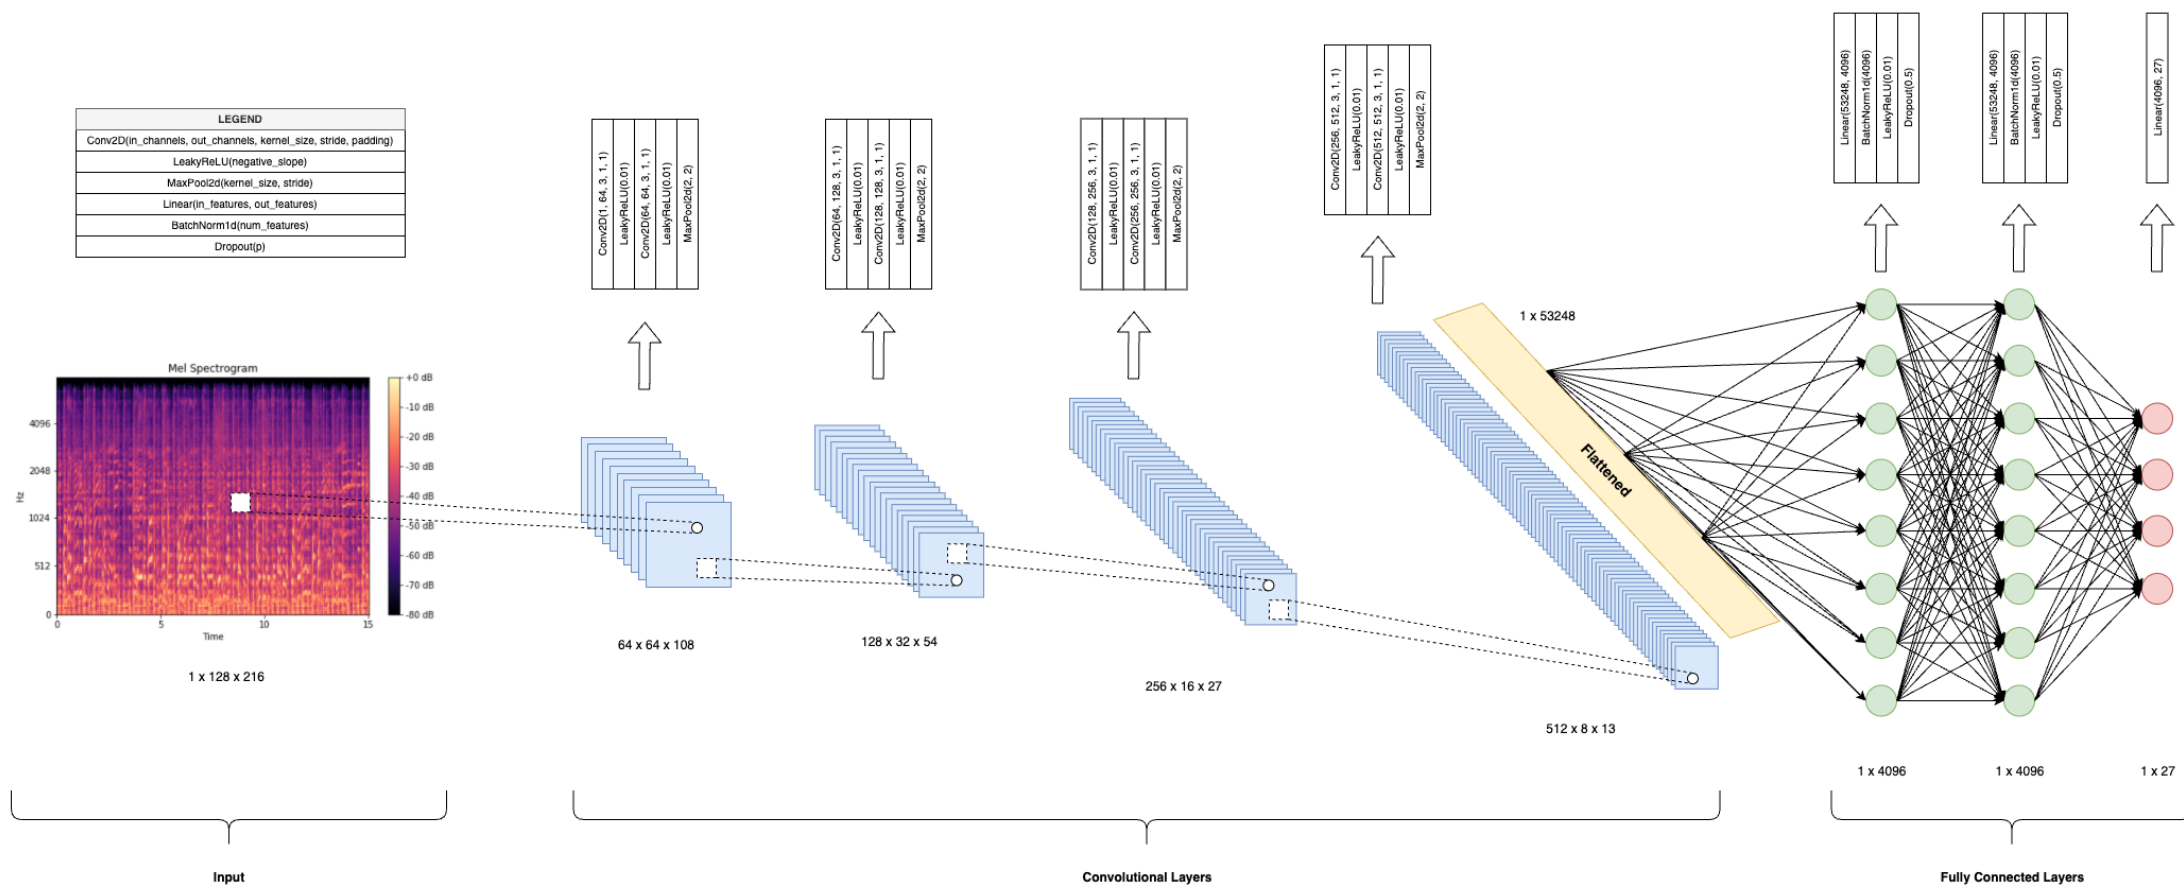 LEGEND
Conv2D(in_channels, out_channels, kernel_size, stride, padding)
LeakyReLU(negative_slope)
MaxPool2d(kernel_size, stride)
Linear(in_features, out_features)
BatchNorm1d(num_features)
Dropout(p)
Mel Spectrogram
Hz
4096
2048
1024
512
0
0
5
10
15
Time
+0 dB
-10 dB
-20 dB
-30 dB
-40 dB
-50 dB
-60 dB
-70 dB
-80 dB
1 x 128 x 216
Input
Conv2D(1, 64, 3, 1, 1)
LeakyReLU(0.01)
Conv2D(64, 64, 3, 1, 1)
LeakyReLU(0.01)
MaxPool2d(2, 2)
64 x 64 x 108
Conv2D(64, 128, 3, 1, 1)
LeakyReLU(0.01)
Conv2D(128, 128, 3, 1, 1)
LeakyReLU(0.01)
MaxPool2d(2, 2)
128 x 32 x 54
Conv2D(128, 256, 3, 1, 1)
LeakyReLU(0.01)
Conv2D(256, 256, 3, 1, 1)
LeakyReLU(0.01)
MaxPool2d(2, 2)
256 x 16 x 27
Conv2D(256, 512, 3, 1, 1)
LeakyReLU(0.01)
Conv2D(512, 512, 3, 1, 1)
LeakyReLU(0.01)
MaxPool2d(2, 2)
512 x 8 x 13
Convolutional Layers
1 x 53248
Flattened
Linear(53248, 4096)
BatchNorm1d(4096)
LeakyReLU(0.01)
Dropout(0.5)
1 x 4096
Linear(53248, 4096)
BatchNorm1d(4096)
LeakyReLU(0.01)
Dropout(0.5)
1 x 4096
Linear(4096, 27)
1 x 27
Fully Connected Layers